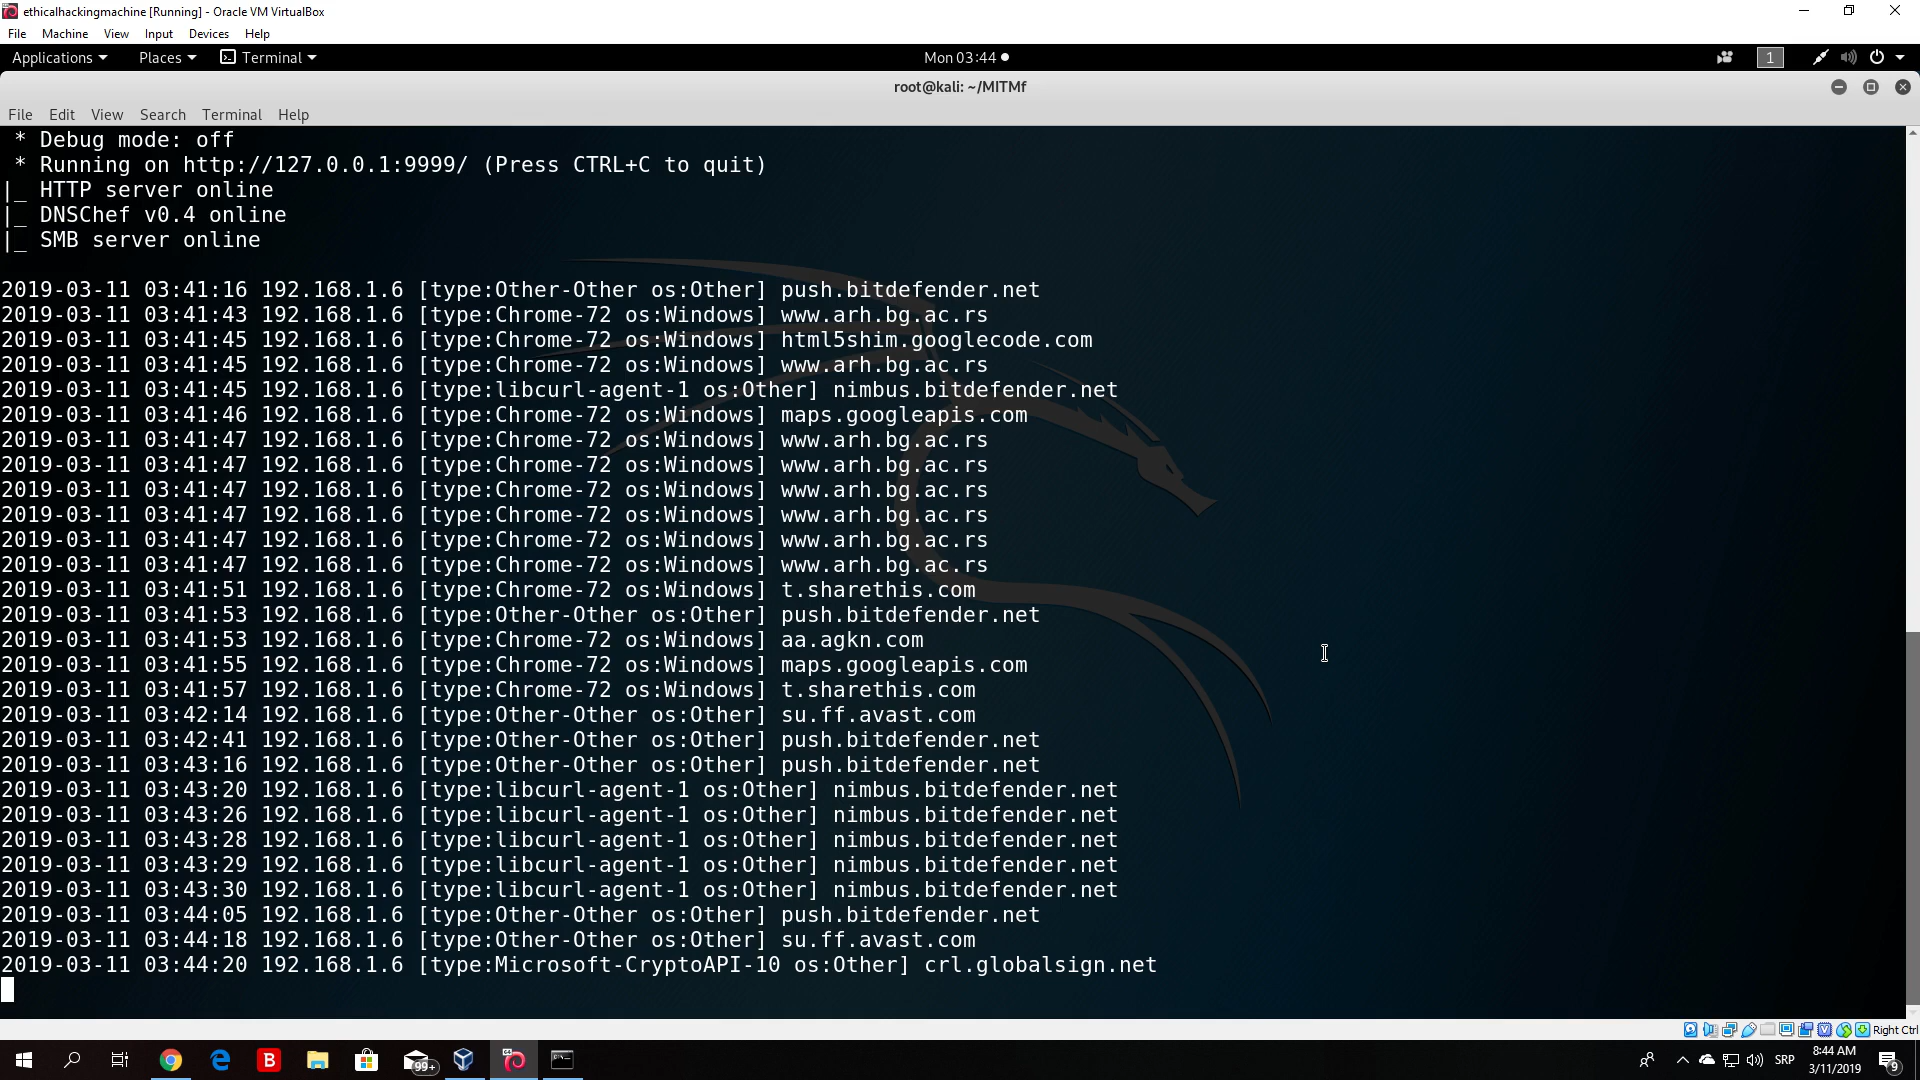 ethicalhackingmachine [Running] - Oracle VM VirtualBox
File Machine View Input Devices Help
Applications Places Terminal Mon 03:44 1
root@kali: ~/MITMf
File Edit View Search Terminal Help
* Debug mode: off
* Running on http://127.0.0.1:9999/ (Press CTRL+C to quit)
|_ HTTP server online
|_ DNSChef v0.4 online
|_ SMB server online
2019-03-11 03:41:16 192.168.1.6 [type:Other-Other os:Other] push.bitdefender.net
2019-03-11 03:41:43 192.168.1.6 [type:Chrome-72 os:Windows] www.arh.bg.ac.rs
2019-03-11 03:41:45 192.168.1.6 [type:Chrome-72 os:Windows] html5shim.googlecode.com
2019-03-11 03:41:45 192.168.1.6 [type:Chrome-72 os:Windows] www.arh.bg.ac.rs
2019-03-11 03:41:45 192.168.1.6 [type:libcurl-agent-1 os:Other] nimbus.bitdefender.net
2019-03-11 03:41:46 192.168.1.6 [type:Chrome-72 os:Windows] maps.googleapis.com
2019-03-11 03:41:47 192.168.1.6 [type:Chrome-72 os:Windows] www.arh.bg.ac.rs
2019-03-11 03:41:47 192.168.1.6 [type:Chrome-72 os:Windows] www.arh.bg.ac.rs
2019-03-11 03:41:47 192.168.1.6 [type:Chrome-72 os:Windows] www.arh.bg.ac.rs
2019-03-11 03:41:47 192.168.1.6 [type:Chrome-72 os:Windows] www.arh.bg.ac.rs
2019-03-11 03:41:47 192.168.1.6 [type:Chrome-72 os:Windows] www.arh.bg.ac.rs
2019-03-11 03:41:47 192.168.1.6 [type:Chrome-72 os:Windows] www.arh.bg.ac.rs
2019-03-11 03:41:51 192.168.1.6 [type:Chrome-72 os:Windows] t.sharethis.com
2019-03-11 03:41:53 192.168.1.6 [type:Other-Other os:Other] push.bitdefender.net
2019-03-11 03:41:53 192.168.1.6 [type:Chrome-72 os:Windows] aa.agkn.com
2019-03-11 03:41:55 192.168.1.6 [type:Chrome-72 os:Windows] maps.googleapis.com
2019-03-11 03:41:57 192.168.1.6 [type:Chrome-72 os:Windows] t.sharethis.com
2019-03-11 03:42:14 192.168.1.6 [type:Other-Other os:Other] su.ff.avast.com
2019-03-11 03:42:41 192.168.1.6 [type:Other-Other os:Other] push.bitdefender.net
2019-03-11 03:43:16 192.168.1.6 [type:Other-Other os:Other] push.bitdefender.net
2019-03-11 03:43:20 192.168.1.6 [type:libcurl-agent-1 os:Other] nimbus.bitdefender.net
2019-03-11 03:43:26 192.168.1.6 [type:libcurl-agent-1 os:Other] nimbus.bitdefender.net
2019-03-11 03:43:28 192.168.1.6 [type:libcurl-agent-1 os:Other] nimbus.bitdefender.net
2019-03-11 03:43:29 192.168.1.6 [type:libcurl-agent-1 os:Other] nimbus.bitdefender.net
2019-03-11 03:43:30 192.168.1.6 [type:libcurl-agent-1 os:Other] nimbus.bitdefender.net
2019-03-11 03:44:05 192.168.1.6 [type:Other-Other os:Other] push.bitdefender.net
2019-03-11 03:44:18 192.168.1.6 [type:Other-Other os:Other] su.ff.avast.com
2019-03-11 03:44:20 192.168.1.6 [type:Microsoft-CryptoAPI-10 os:Other] crl.globalsign.net
Right Ctrl
B 99+ SRP 8:44 AM
3/11/2019 9